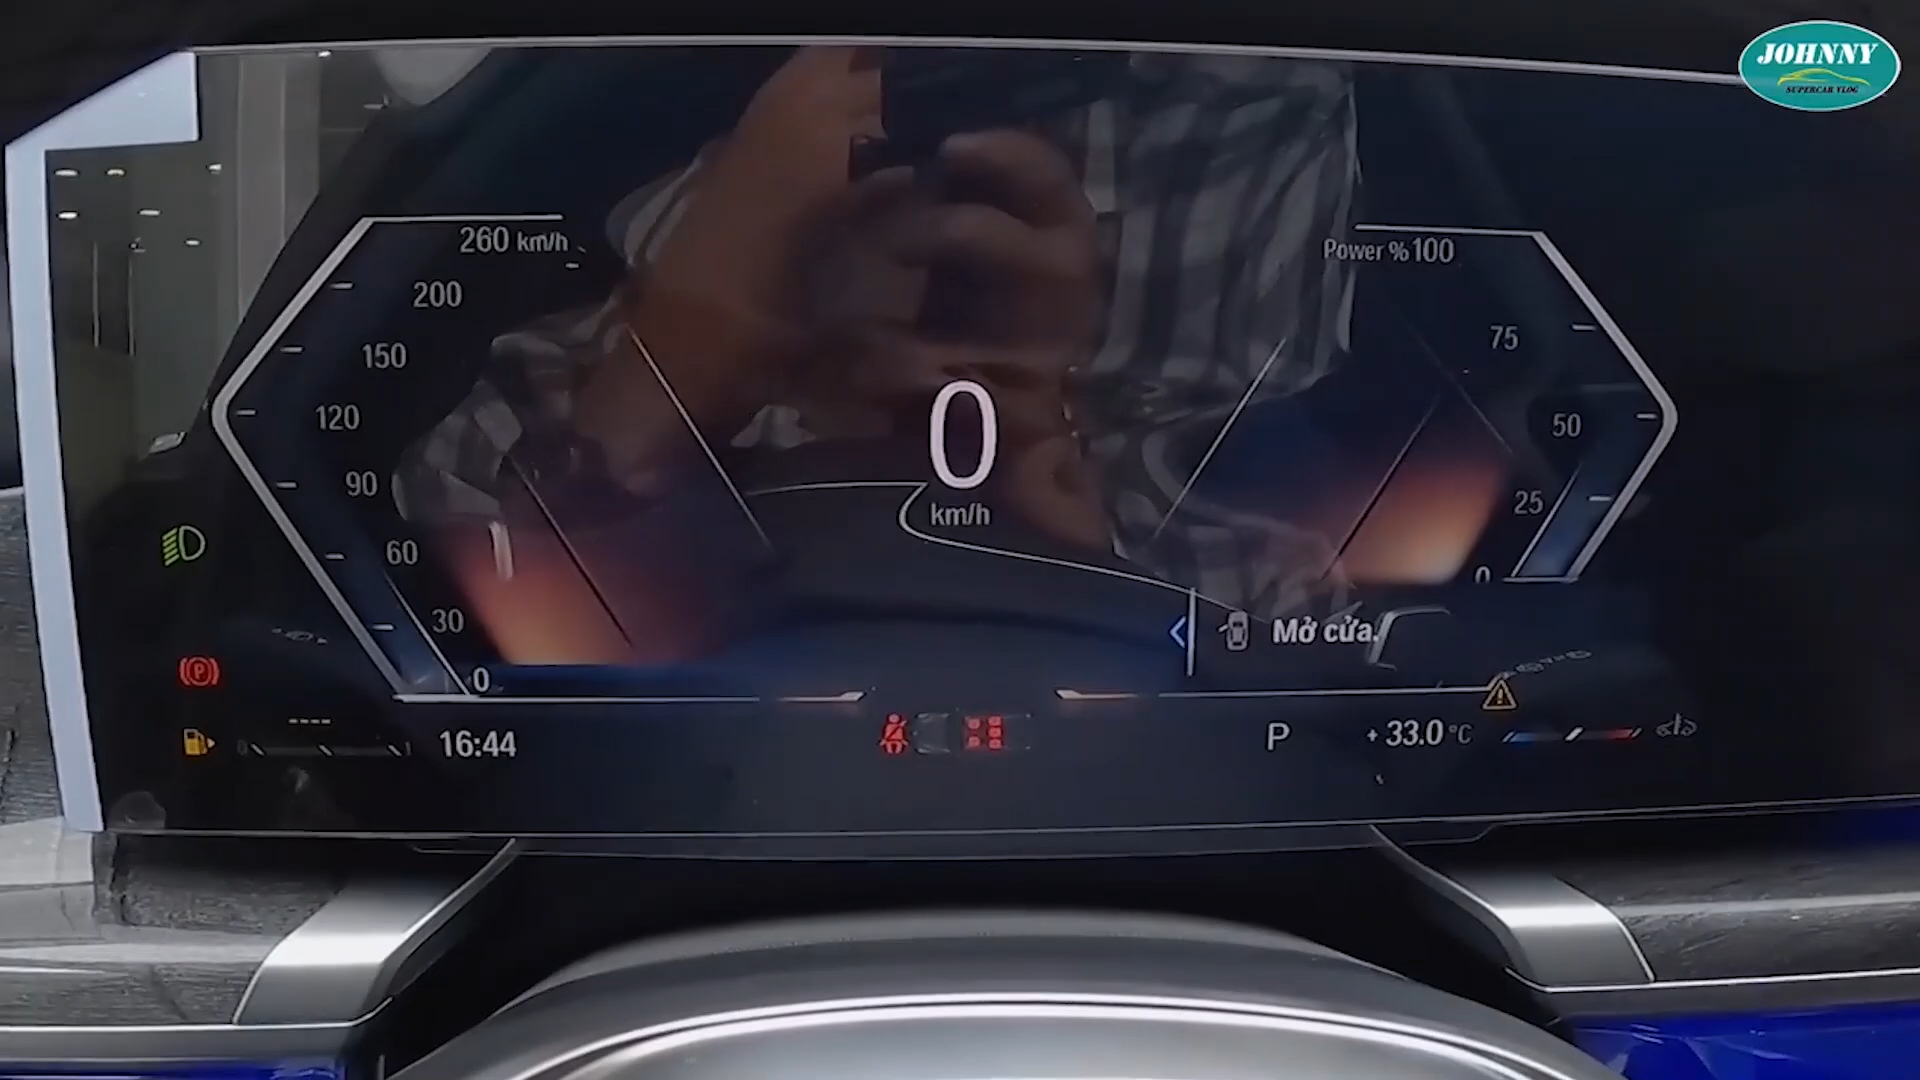 JOHNNY
SUPERCAR VLOG
260 km/h
200
150
120
90
60
30
0
Power % 100
75
50
25
0
0
km/h
Mở cửa.
P
0
----
16:44
P
+ 33.0 °C